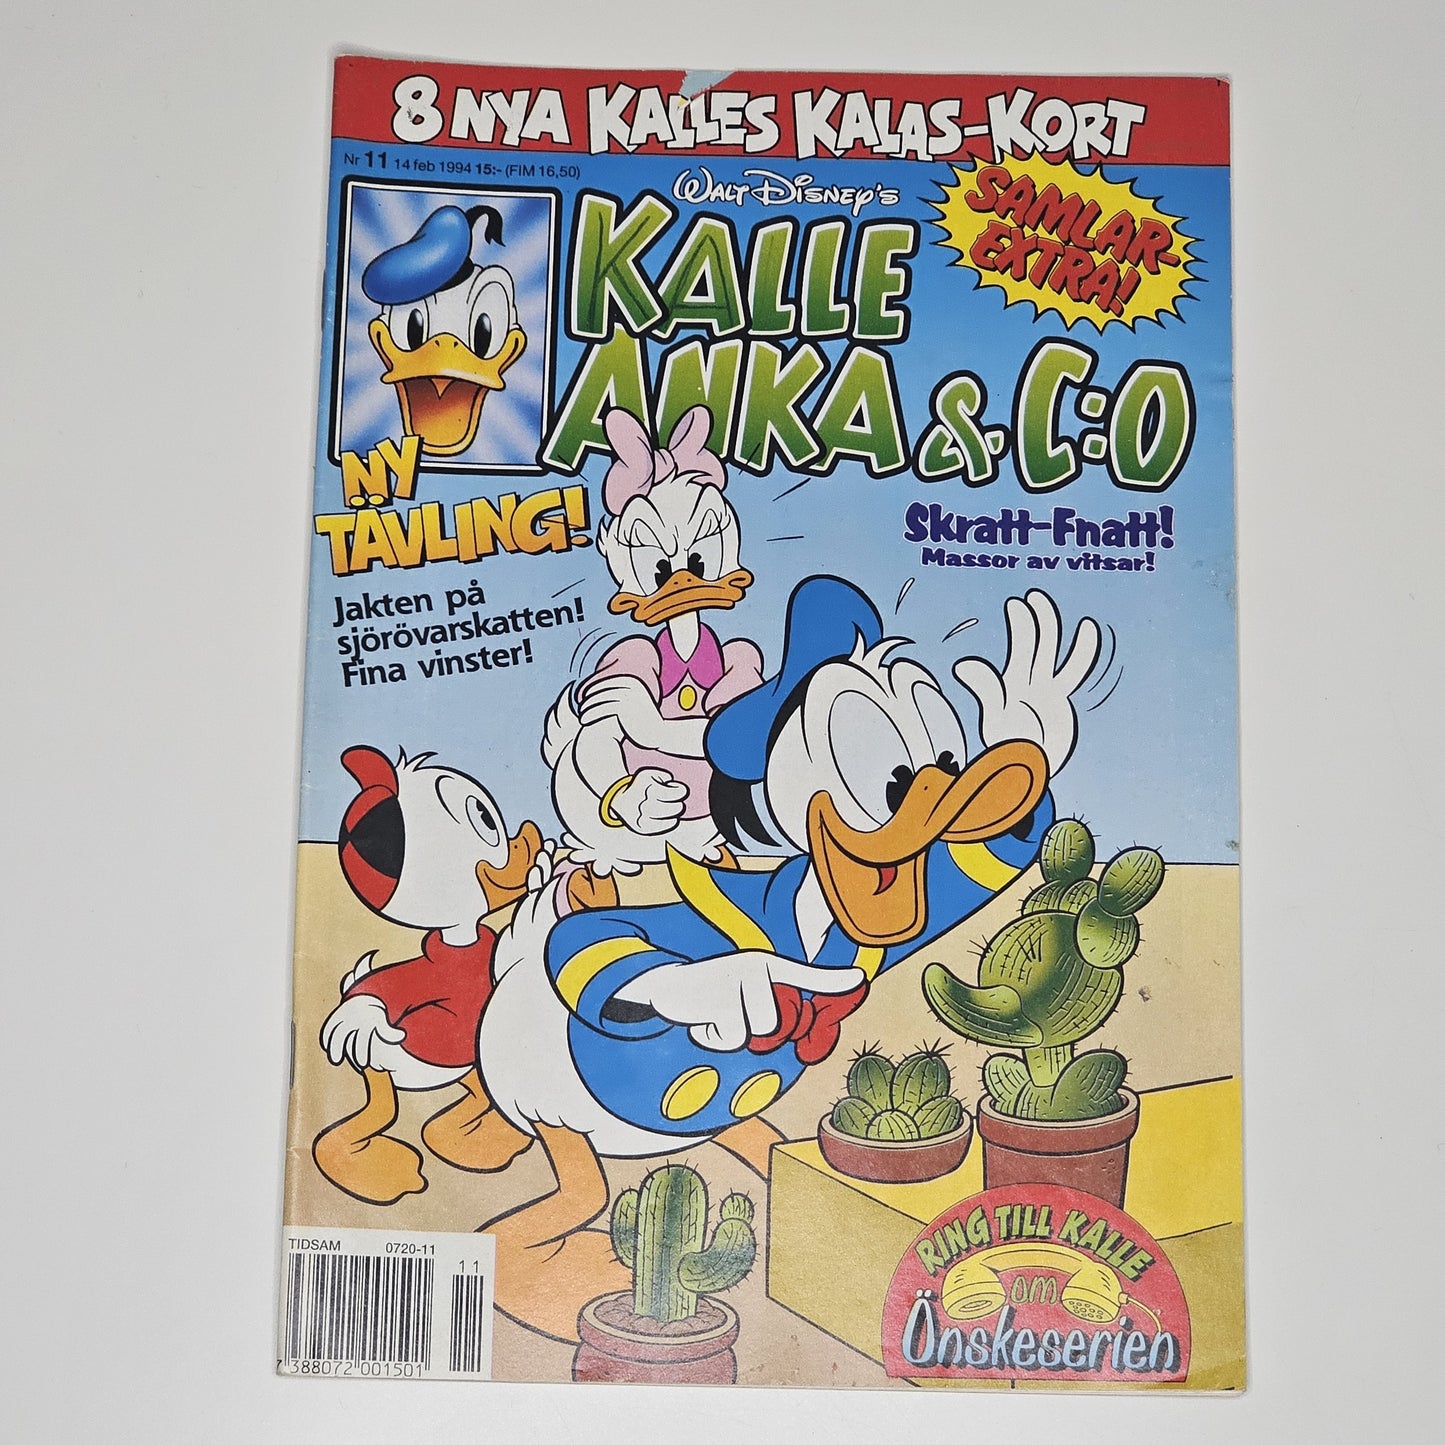 8 NYA KALLES KALAS-KORT
Nr 11 14 feb 1994 15:- (FIM 16,50)
WALT DISNEY'S
KALLE
ANKA & C:O
SAMLAR-
EXTRA!
NY
TÄVLING!
Jakten på
sjörövarskatten!
Fina vinster!
Skratt-Fnatt!
Massor av vitsar!
TIDSAM 0720-11
11
7 388072 001501
RING TILL KALLE
om
Önskeserien